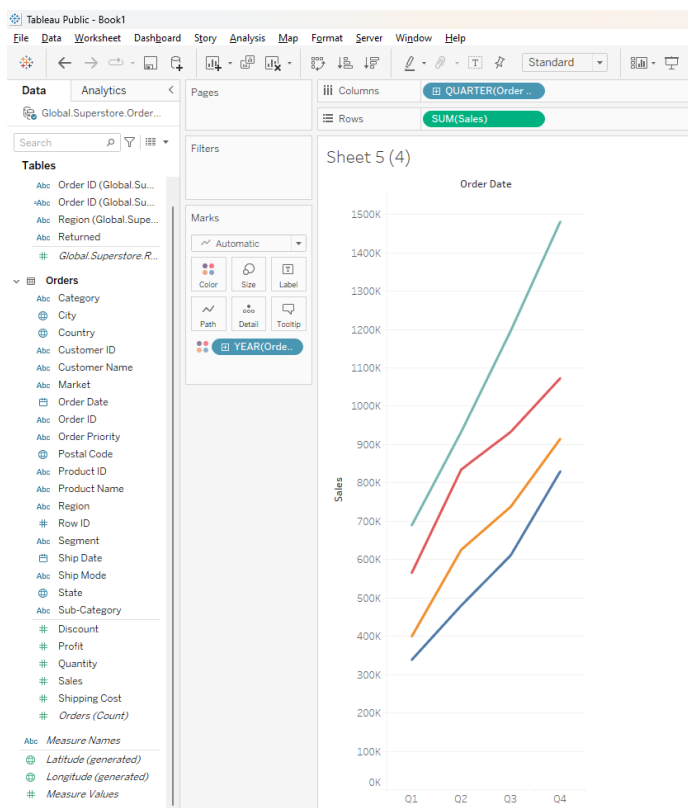 Tableau Public - Book1
File Data Worksheet Dashboard Story Analysis Map Format Server Window Help
Standard
Data Analytics
Global.Superstore.Order...
Search
Tables
Abc Order ID (Global.Su...
Abc Order ID (Global.Su...
Abc Region (Global.Supe...
Abc Returned
# Global.Superstore.R...
Orders
Abc Category
City
Country
Abc Customer ID
Abc Customer Name
Abc Market
Order Date
Abc Order ID
Abc Order Priority
Postal Code
Abc Product ID
Abc Product Name
Abc Region
# Row ID
Abc Segment
Ship Date
Abc Ship Mode
State
Abc Sub-Category
# Discount
# Profit
# Quantity
# Sales
# Shipping Cost
# Orders (Count)
Abc Measure Names
Latitude (generated)
Longitude (generated)
# Measure Values
Pages
Filters
Marks
Automatic
Color Size Label
Path Detail Tooltip
YEAR(Orde..
Columns QUARTER(Order ..
Rows SUM(Sales)
Sheet 5 (4)
Order Date
Sales
1500K
1400K
1300K
1200K
1100K
1000K
900K
800K
700K
600K
500K
400K
300K
200K
100K
0K
Q1 Q2 Q3 Q4